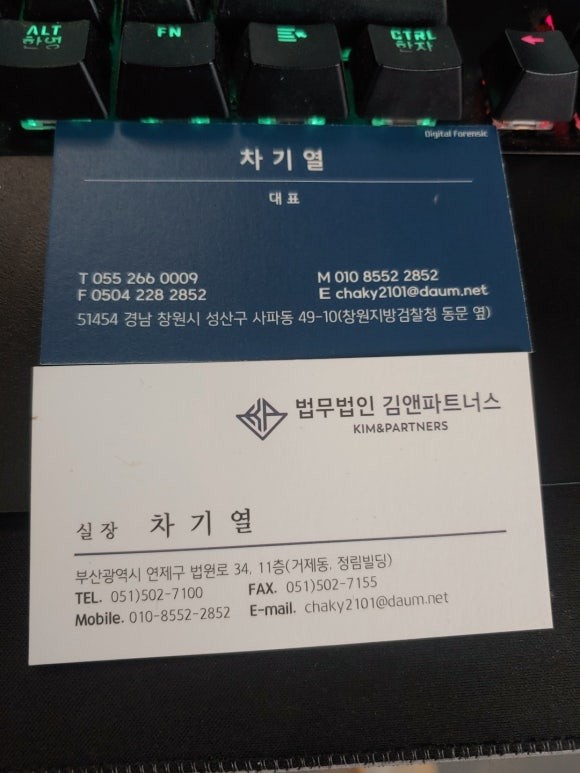 ALT
한영
FN
CTRL
한자
Digital Forensic
차기열
대표
T 055 266 0009
M 010 8552 2852
F 0504 228 2852
E chaky2101@daum.net
51454 경남 창원시 성산구 사파동 49-10(창원지방검찰청 동문 옆)
법무법인 김앤파트너스
KIM&PARTNERS
실장 차기열
부산광역시 연제구 법원로 34, 11층(거제동, 정림빌딩)
TEL. 051)502-7100 FAX. 051)502-7155
Mobile. 010-8552-2852 E-mail. chaky2101@daum.net